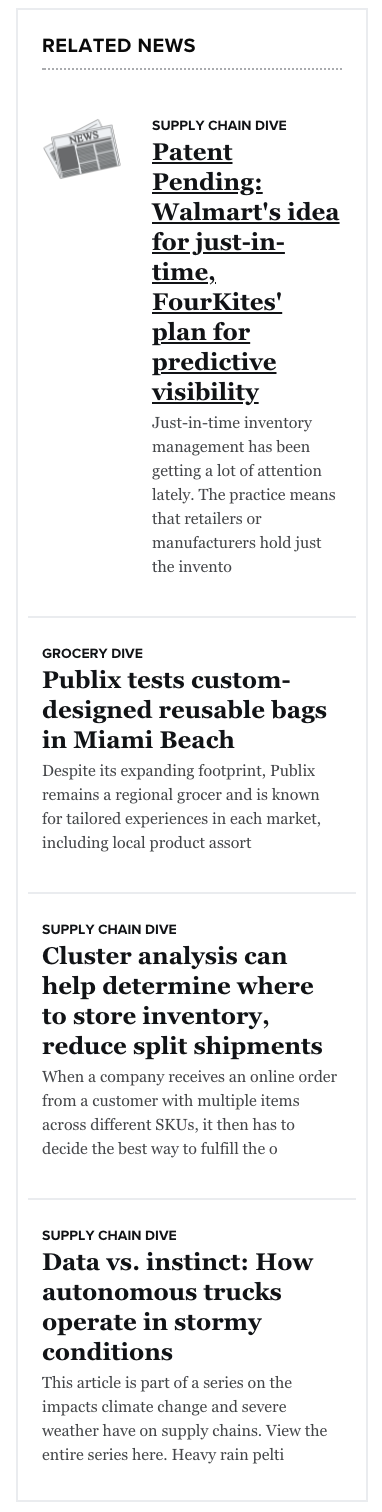 RELATED NEWS
NEWS
SUPPLY CHAIN DIVE
Patent
Pending:
Walmart's idea
for just-in-
time,
FourKites'
plan for
predictive
visibility
Just-in-time inventory
management has been
getting a lot of attention
lately. The practice means
that retailers or
manufacturers hold just
the invento
GROCERY DIVE
Publix tests custom-
designed reusable bags
in Miami Beach
Despite its expanding footprint, Publix
remains a regional grocer and is known
for tailored experiences in each market,
including local product assort
SUPPLY CHAIN DIVE
Cluster analysis can
help determine where
to store inventory,
reduce split shipments
When a company receives an online order
from a customer with multiple items
across different SKUs, it then has to
decide the best way to fulfill the o
SUPPLY CHAIN DIVE
Data vs. instinct: How
autonomous trucks
operate in stormy
conditions
This article is part of a series on the
impacts climate change and severe
weather have on supply chains. View the
entire series here. Heavy rain pelti